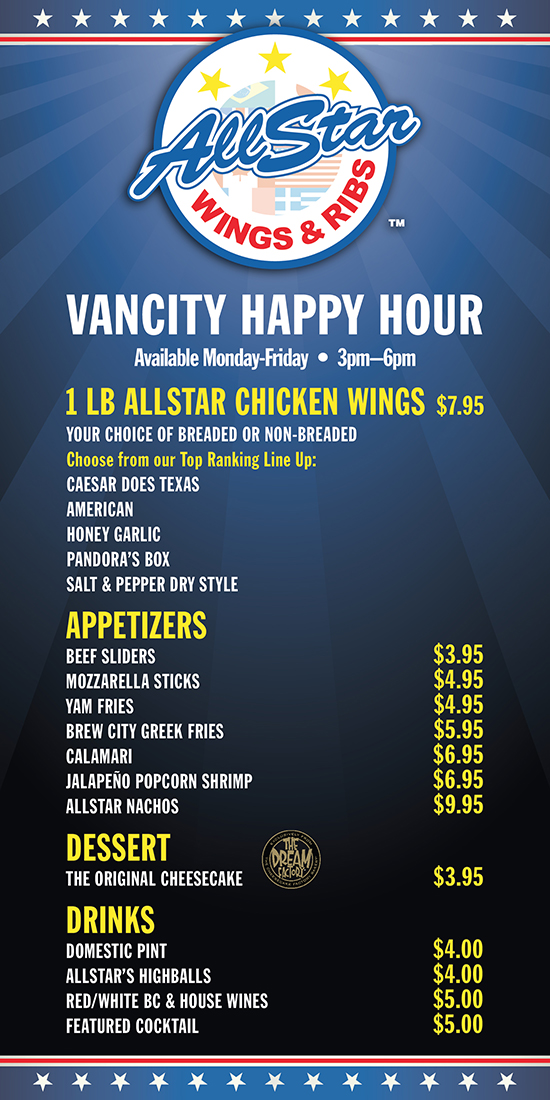 AllStar
WINGS & RIBS
™
VANCITY HAPPY HOUR
Available Monday-Friday • 3pm–6pm
1 LB ALLSTAR CHICKEN WINGS $7.95
YOUR CHOICE OF BREADED OR NON-BREADED
Choose from our Top Ranking Line Up:
CAESAR DOES TEXAS
AMERICAN
HONEY GARLIC
PANDORA'S BOX
SALT & PEPPER DRY STYLE
APPETIZERS
BEEF SLIDERS $3.95
MOZZARELLA STICKS $4.95
YAM FRIES $4.95
BREW CITY GREEK FRIES $5.95
CALAMARI $6.95
JALAPEÑO POPCORN SHRIMP $6.95
ALLSTAR NACHOS $9.95
DESSERT
THE DREAM FACTORY
THE ORIGINAL CHEESECAKE $3.95
DRINKS
DOMESTIC PINT $4.00
ALLSTAR'S HIGHBALLS $4.00
RED/WHITE BC & HOUSE WINES $5.00
FEATURED COCKTAIL $5.00